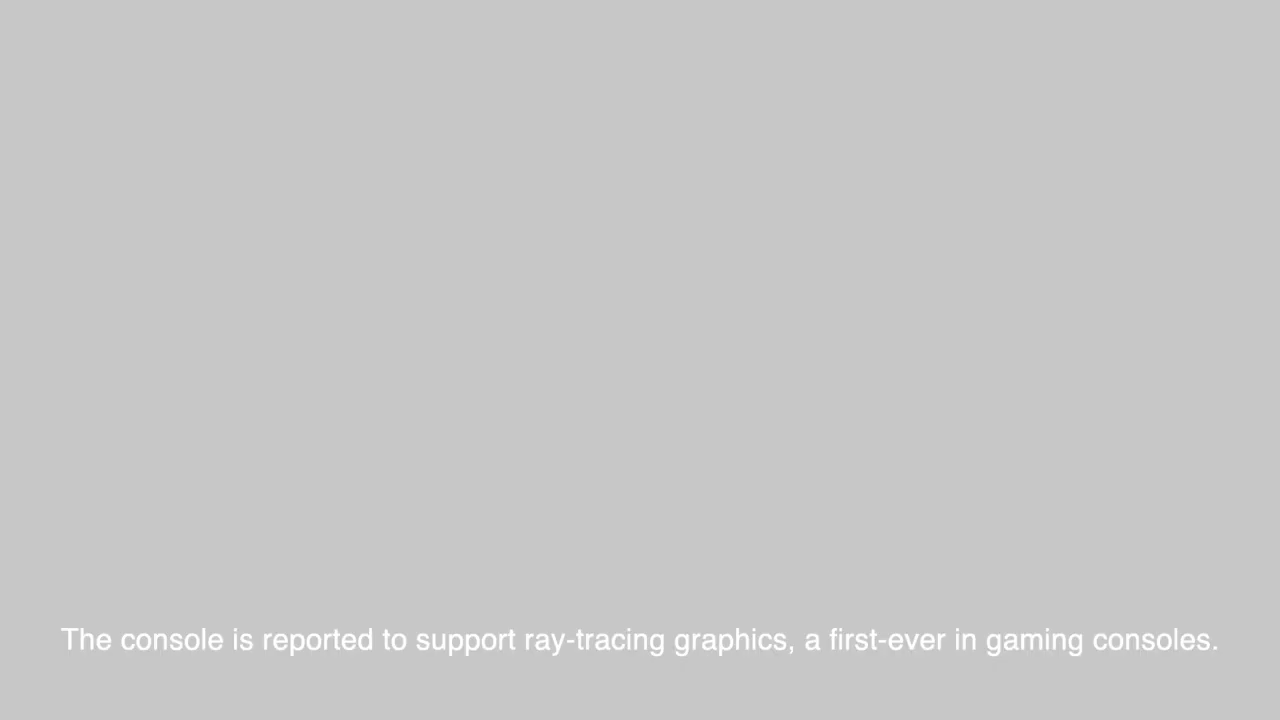 The console is reported to support ray-tracing graphics, a first-ever in gaming consoles.